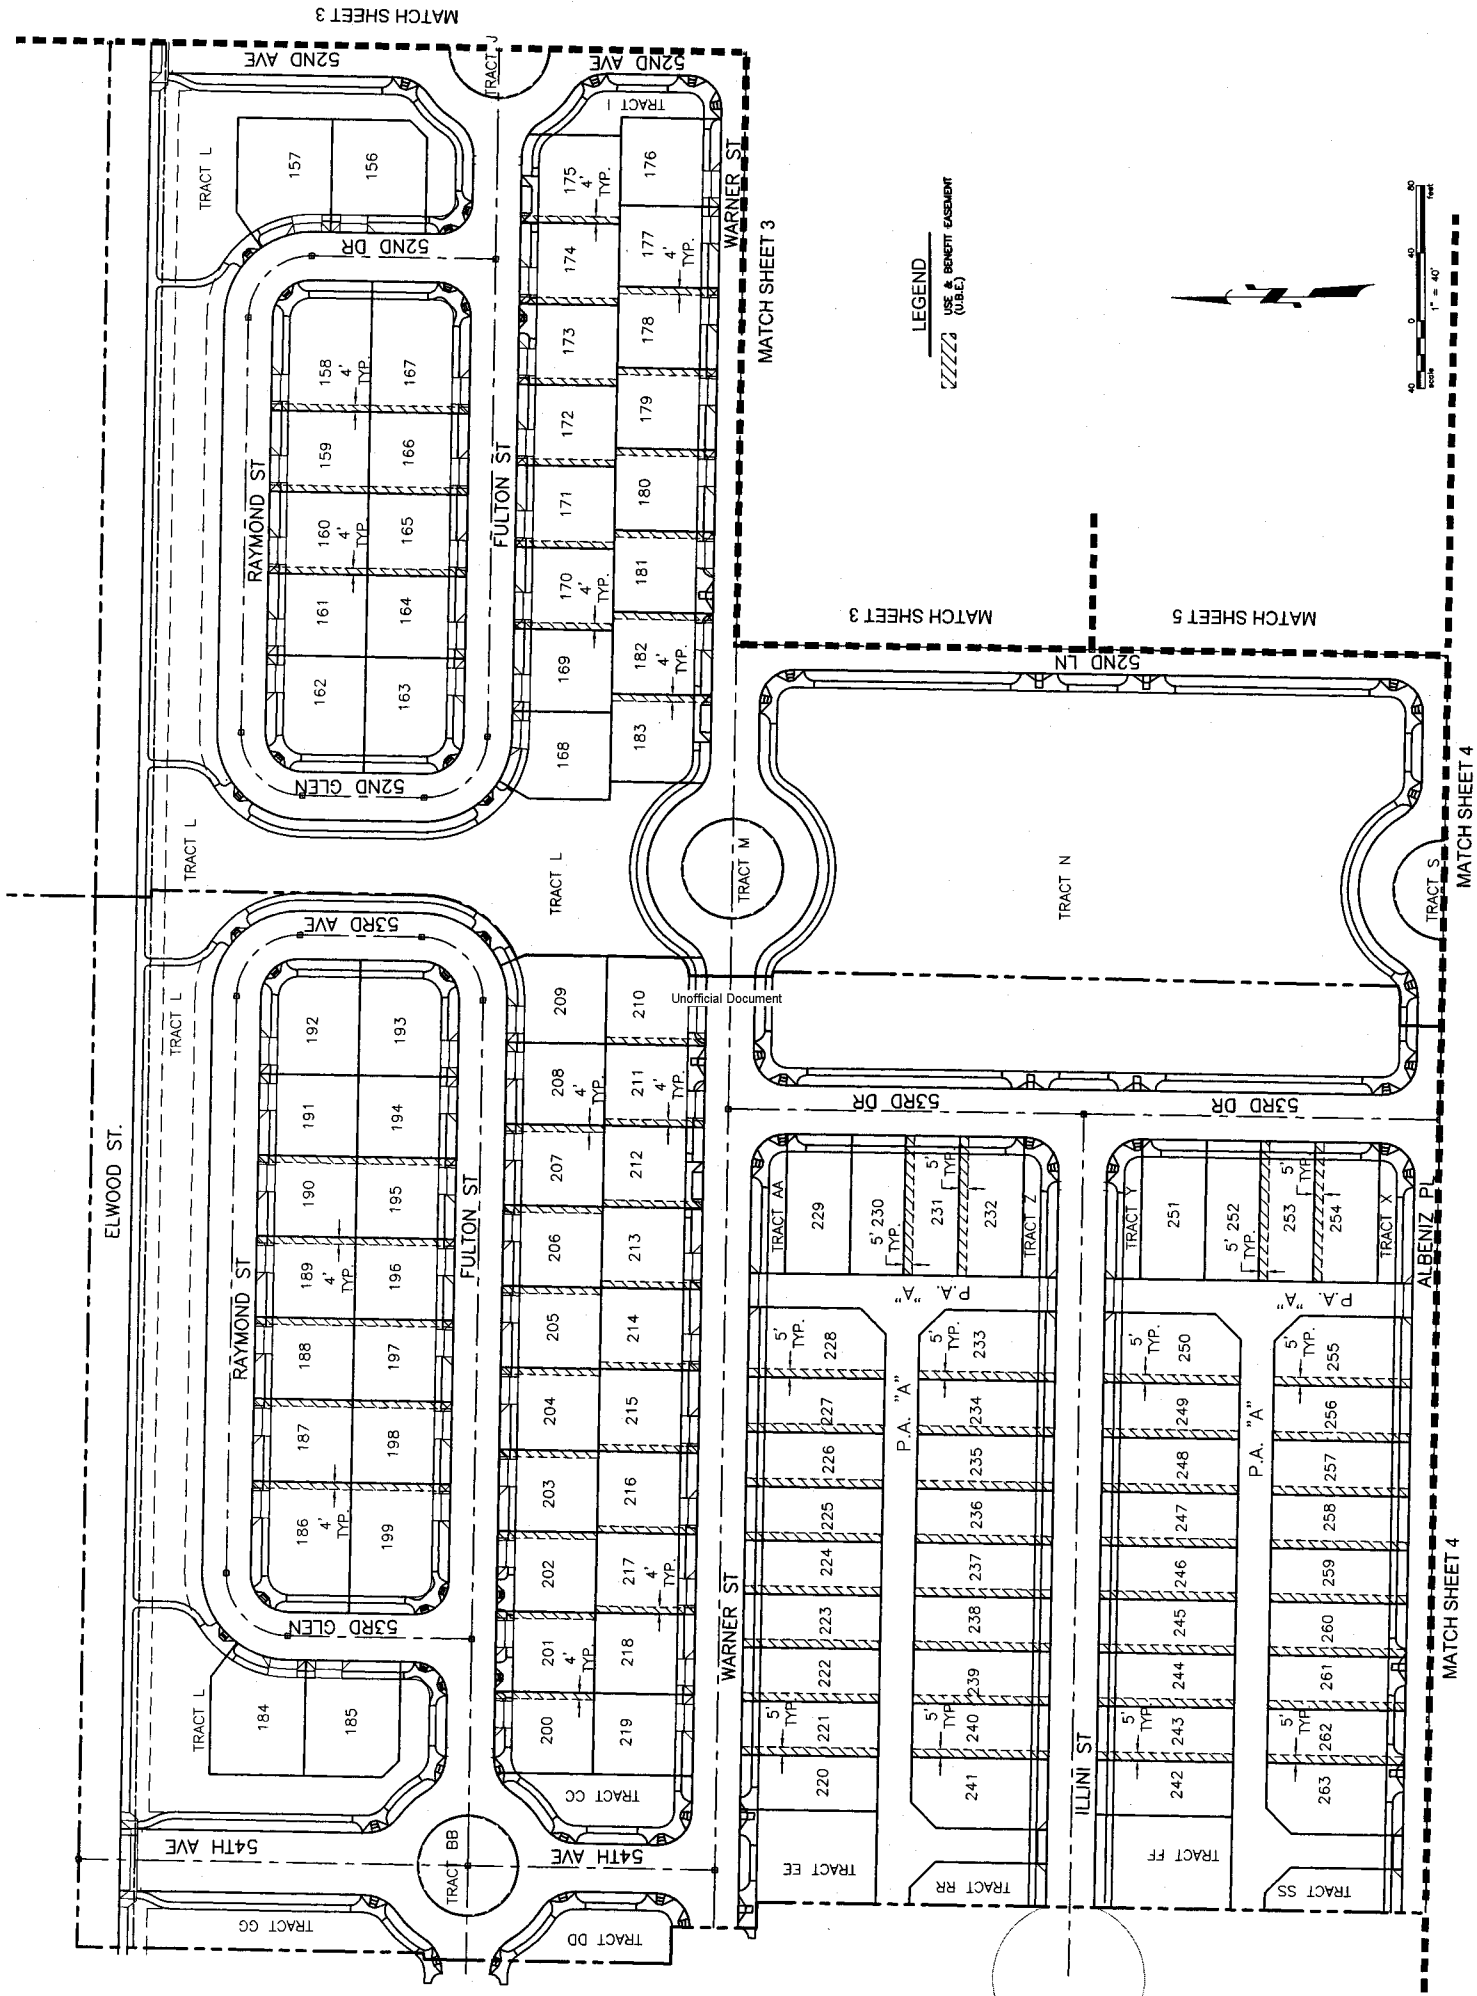 MATCH SHEET 3
52ND AVE
TRACT J
52ND AVE
TRACT I
TRACT L
157
156
175
4'
TYP.
176
WARNER ST
MATCH SHEET 3
52ND DR
174
177
4'
TYP.
158
4'
TYP.
167
173
178
159
166
172
179
RAYMOND ST
FULTON ST
160
4'
TYP.
165
171
180
161
164
170
4'
TYP.
181
162
163
169
182
4'
TYP.
168
183
52ND GLEN
LEGEND
USE & BENEFIT EASEMENT
(U.B.E.)
40
0
40
80
scale
1" = 40'
feet
MATCH SHEET 3
MATCH SHEET 5
52ND LN
TRACT L
TRACT L
TRACT M
TRACT N
TRACT S
MATCH SHEET 4
53RD AVE
TRACT L
192
193
209
210
Unofficial Document
191
194
208
4'
TYP.
211
4'
TYP.
53RD DR
53RD DR
ELWOOD ST.
190
195
207
212
RAYMOND ST
FULTON ST
189
4'
TYP.
196
206
213
188
197
205
214
187
198
204
215
186
4'
TYP.
199
203
216
202
217
4'
TYP.
53RD GLEN
201
4'
TYP.
218
TRACT L
184
185
200
219
TRACT CC
54TH AVE
TRACT BB
54TH AVE
TRACT GG
TRACT DD
WARNER ST
TRACT AA
229
5'
TYP.
230
5'
TYP.
231
232
TRACT Z
TRACT Y
251
5'
TYP.
252
5'
TYP.
253
254
TRACT X
ALBENIZ PL
P.A.
"A"
P.A.
"A"
5'
TYP.
228
5'
TYP.
233
5'
TYP.
250
5'
TYP.
255
P.A. "A"
P.A. "A"
227
234
249
256
226
235
248
257
225
236
247
258
224
237
246
259
223
238
245
260
222
239
244
261
5'
TYP.
221
5'
TYP.
240
5'
TYP.
243
5'
TYP.
262
220
241
242
263
ILLINI ST
MATCH SHEET 4
TRACT EE
TRACT RR
TRACT FF
TRACT SS